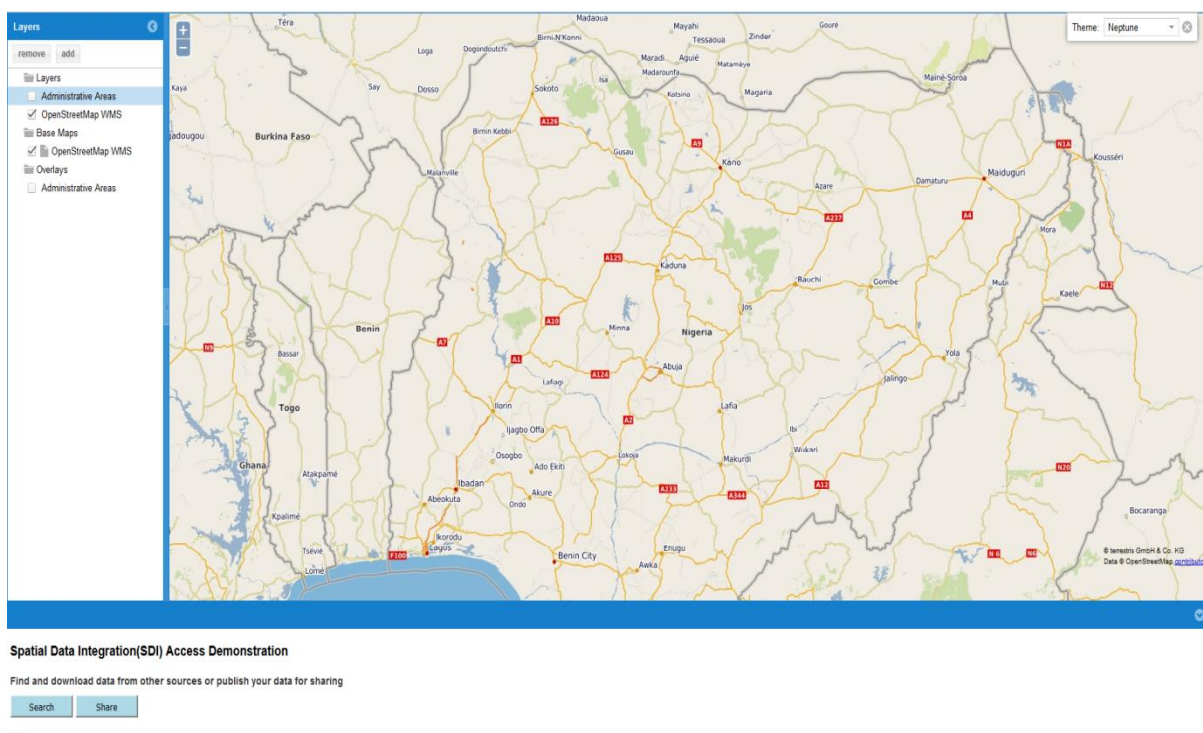 Layers
remove add
Layers
Administrative Areas
OpenStreetMap WMS
Base Maps
OpenStreetMap WMS
Overlays
Administrative Areas
+
−
Theme: Neptune
Téra
Madaoua
Mayahi
Gouré
Birni-N'Konni
Tessaoua
Zinder
Loga
Dogondoutchi
Maradi
Aguié
Matamèye
Madarounfa
Isa
Maïné-Soroa
Kaya
Say
Dosso
Sokoto
Katsina
Magaria
A126
jadougou
Burkina Faso
Birnin Kebbi
Gusau
A9
N1A
Kousséri
Kano
Malanville
Azare
Damaturu
Maiduguri
A237
A4
Mora
A125
Kaduna
Bauchi
Gombe
Mubi
Kaele
N12
Jos
A10
Benin
Minna
Nigeria
N9
A7
Bassar
A1
Yola
Abuja
A124
Lafiagi
Jalingo
Togo
Ilorin
Lafia
A2
Ijagbo Offa
Ibi
Osogbo
Lokoja
Makurdi
Wukari
Ghana
Atakpamé
Ado Ekiti
N20
Ibadan
A233
A344
A12
Abeokuta
Akure
Ondo
Bocaranga
Kpalimé
Ikorodu
Tsévié
F100
Lagos
Benin City
Enugu
N 6
N6
Awka
Lomé
© terrestris GmbH & Co. KG
Data © OpenStreetMap contributo
Spatial Data Integration(SDI) Access Demonstration
Find and download data from other sources or publish your data for sharing
Search Share